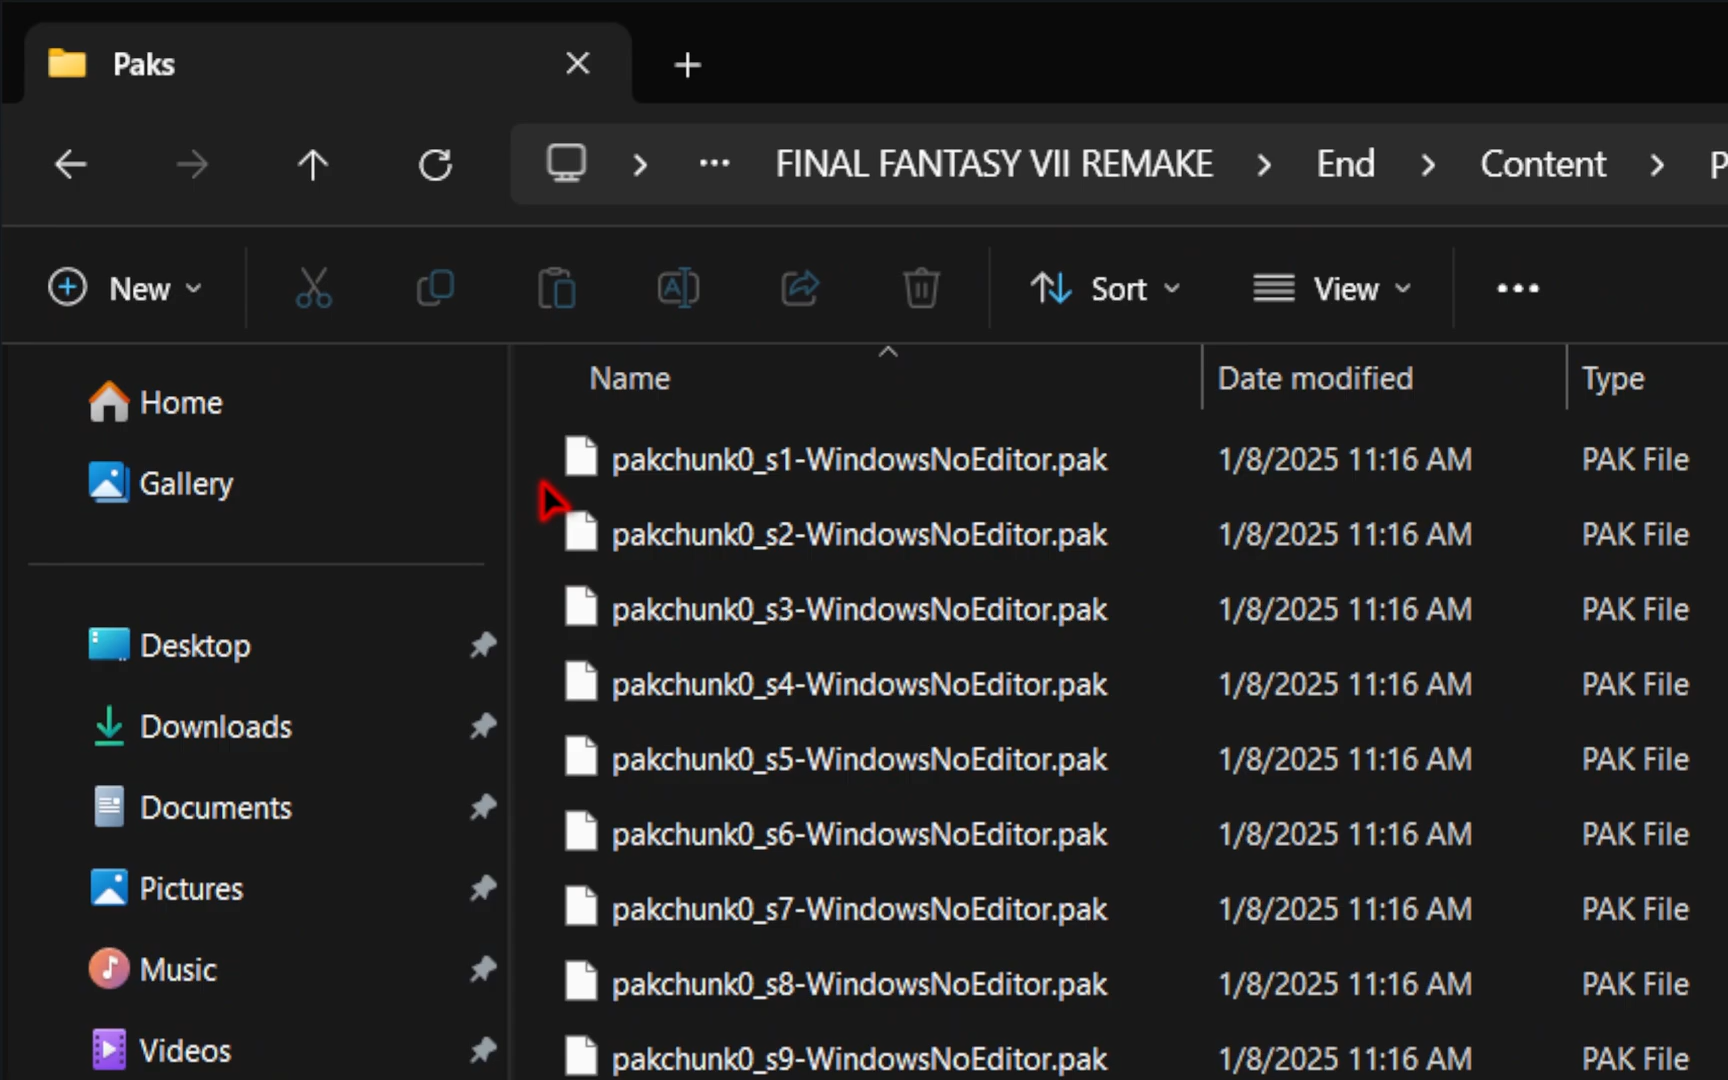 Paks
FINAL FANTASY VII REMAKE > End > Content > P
New
Sort
View
Name
Date modified
Type
Home
Gallery
Desktop
Downloads
Documents
Pictures
Music
Videos
pakchunk0_s1-WindowsNoEditor.pak 1/8/2025 11:16 AM PAK File
pakchunk0_s2-WindowsNoEditor.pak 1/8/2025 11:16 AM PAK File
pakchunk0_s3-WindowsNoEditor.pak 1/8/2025 11:16 AM PAK File
pakchunk0_s4-WindowsNoEditor.pak 1/8/2025 11:16 AM PAK File
pakchunk0_s5-WindowsNoEditor.pak 1/8/2025 11:16 AM PAK File
pakchunk0_s6-WindowsNoEditor.pak 1/8/2025 11:16 AM PAK File
pakchunk0_s7-WindowsNoEditor.pak 1/8/2025 11:16 AM PAK File
pakchunk0_s8-WindowsNoEditor.pak 1/8/2025 11:16 AM PAK File
pakchunk0_s9-WindowsNoEditor.pak 1/8/2025 11:16 AM PAK File